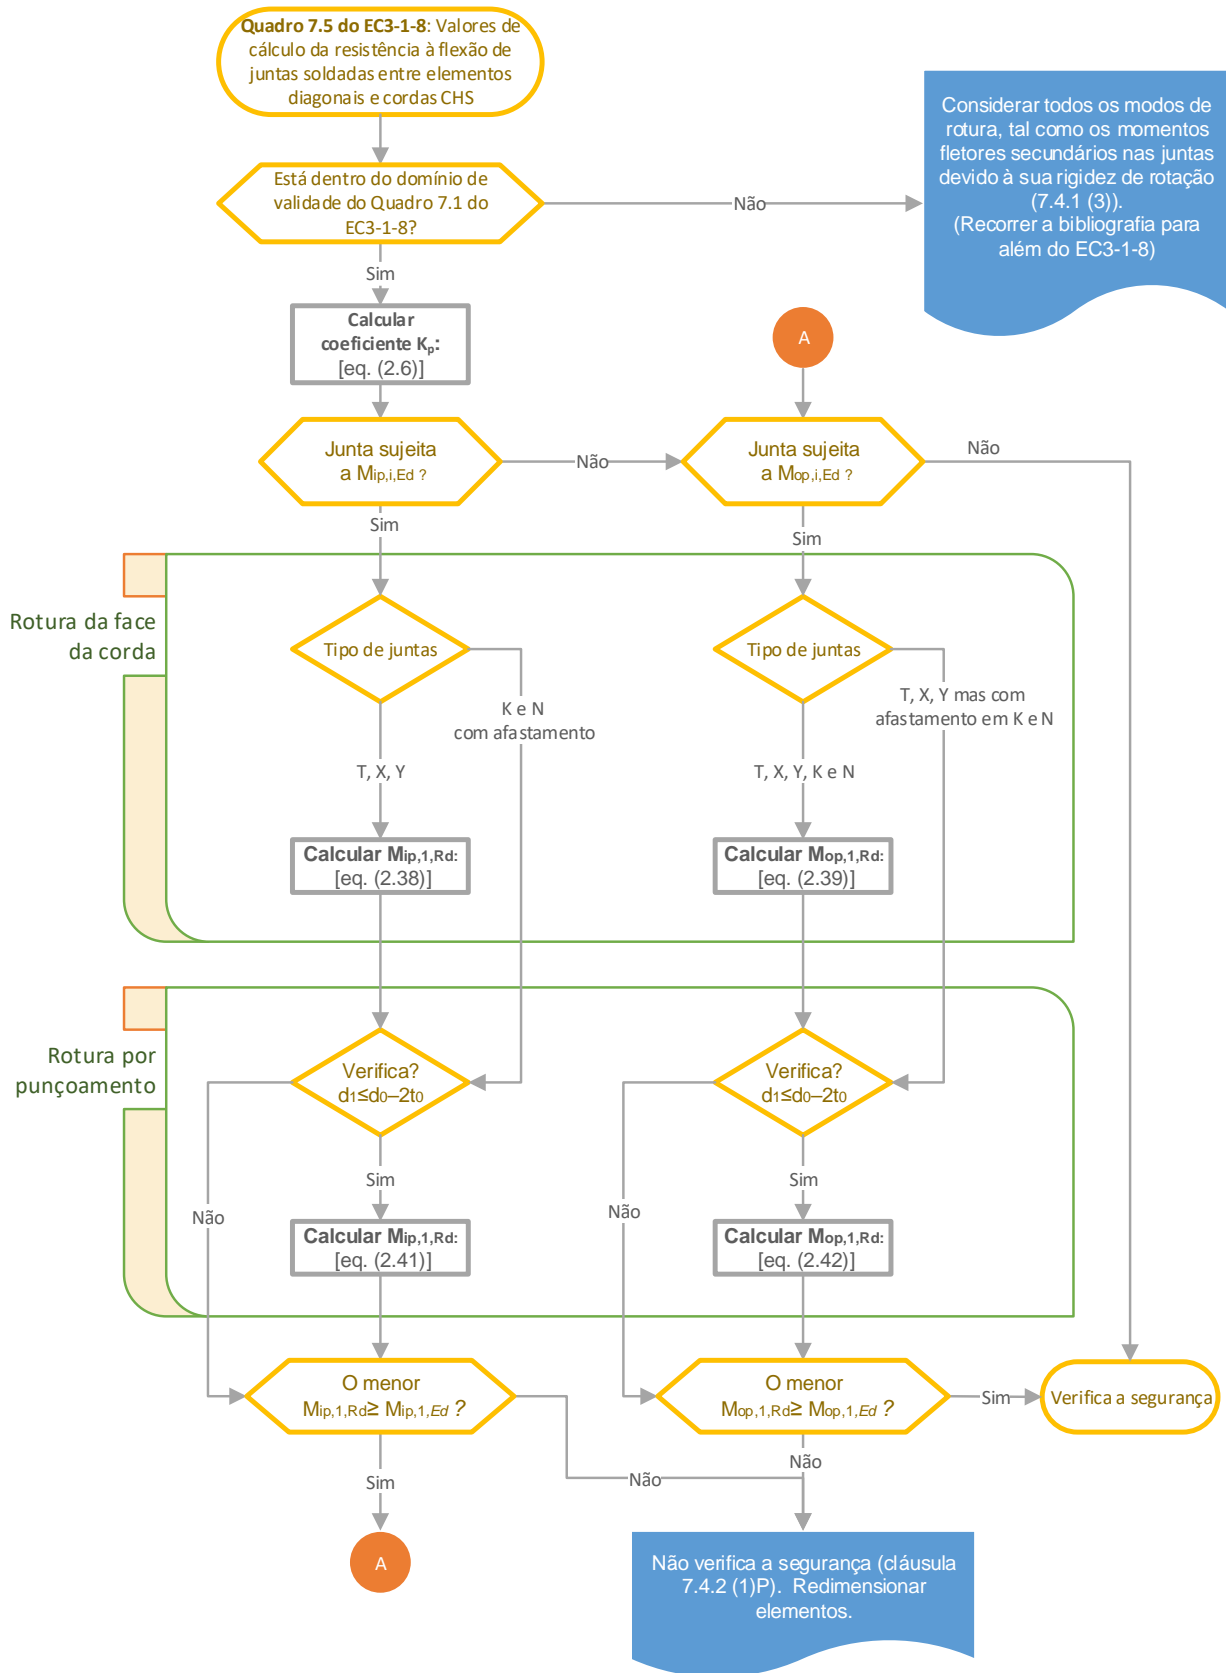 Quadro 7.5 do EC3-1-8: Valores de
cálculo da resistência à flexão de
juntas soldadas entre elementos
diagonais e cordas CHS
Considerar todos os modos de
rotura, tal como os momentos
fletores secundários nas juntas
devido à sua rigidez de rotação
(7.4.1 (3)).
(Recorrer a bibliografia para
além do EC3-1-8)
Está dentro do domínio de
validade do Quadro 7.1 do
EC3-1-8?
Não
Sim
Calcular
coeficiente Kp:
[eq. (2.6)]
A
Junta sujeita
a Mip,i,Ed ?
Não
Junta sujeita
a Mop,i,Ed ?
Não
Sim
Sim
Rotura da face
da corda
Tipo de juntas
Tipo de juntas
K e N
com afastamento
T, X, Y mas com
afastamento em K e N
T, X, Y
T, X, Y, K e N
Calcular Mip,1,Rd:
[eq. (2.38)]
Calcular Mop,1,Rd:
[eq. (2.39)]
Rotura por
punçoamento
Verifica?
d1≤d0–2t0
Verifica?
d1≤d0–2t0
Sim
Sim
Não
Não
Calcular Mip,1,Rd:
[eq. (2.41)]
Calcular Mop,1,Rd:
[eq. (2.42)]
O menor
Mip,1,Rd≥ Mip,1,Ed ?
O menor
Mop,1,Rd≥ Mop,1,Ed ?
Sim
Verifica a segurança
Sim
Não
Não
A
Não verifica a segurança (cláusula
7.4.2 (1)P). Redimensionar
elementos.